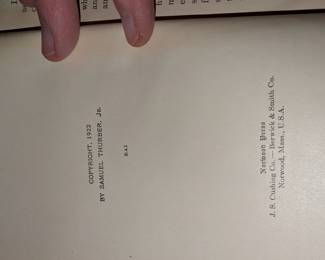 COPYRIGHT, 1922
BY SAMUEL THURBER, JR.
Norwood Press
J. S. Cushing Co. — Berwick & Smith Co.
Norwood, Mass., U.S.A.